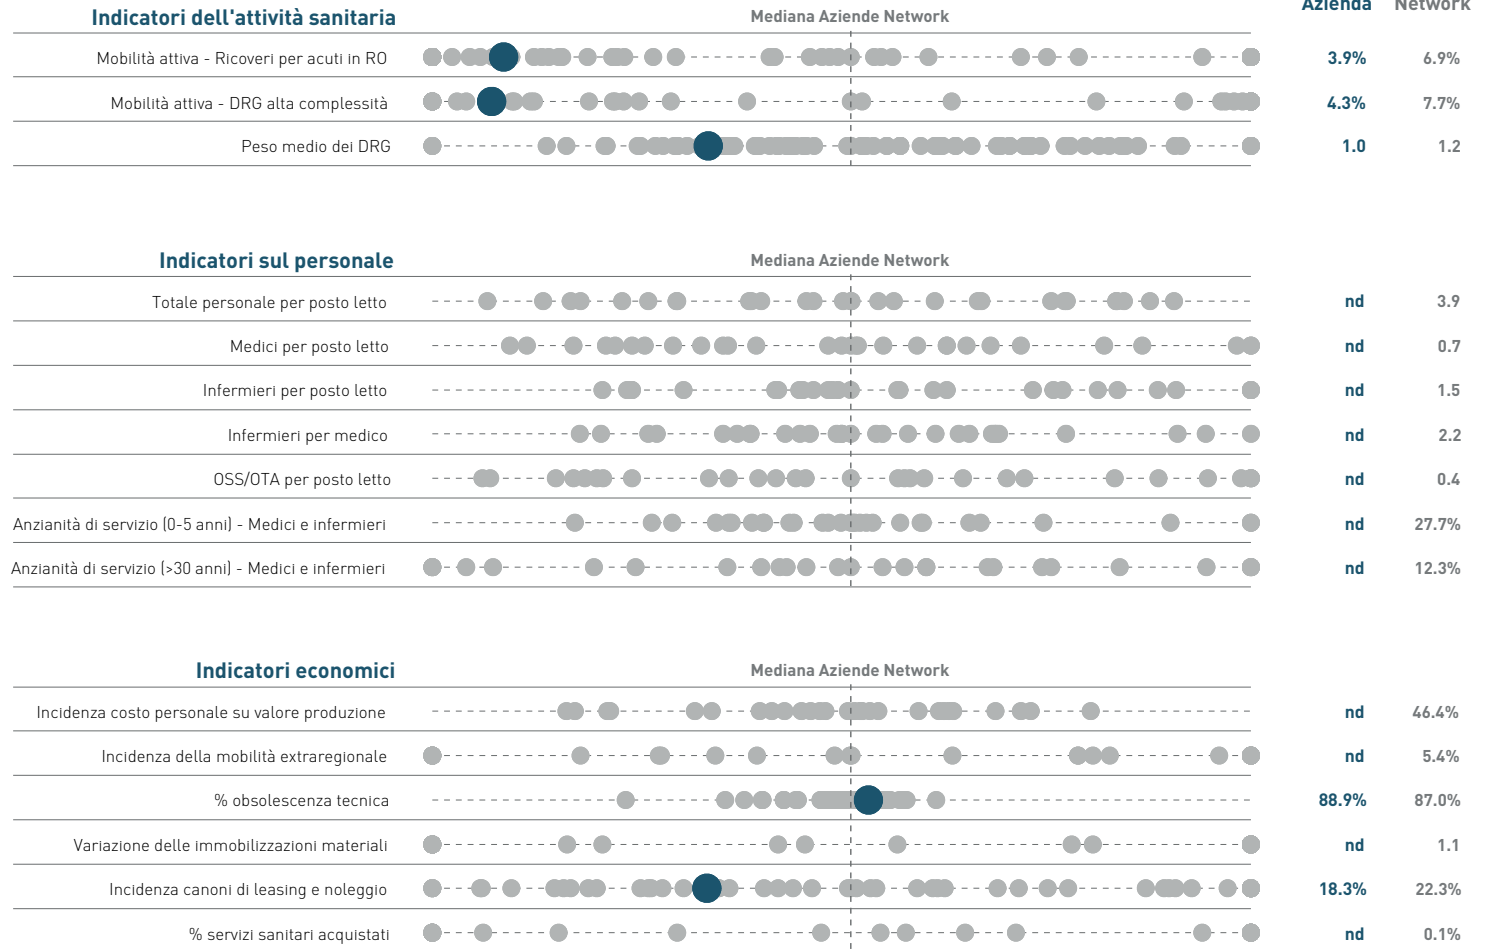 Azienda Network
Indicatori dell'attività sanitaria Mediana Aziende Network
Mobilità attiva - Ricoveri per acuti in RO 3.9% 6.9%
Mobilità attiva - DRG alta complessità 4.3% 7.7%
Peso medio dei DRG 1.0 1.2
Indicatori sul personale Mediana Aziende Network
Totale personale per posto letto nd 3.9
Medici per posto letto nd 0.7
Infermieri per posto letto nd 1.5
Infermieri per medico nd 2.2
OSS/OTA per posto letto nd 0.4
Anzianità di servizio (0-5 anni) - Medici e infermieri nd 27.7%
Anzianità di servizio (>30 anni) - Medici e infermieri nd 12.3%
Indicatori economici Mediana Aziende Network
Incidenza costo personale su valore produzione nd 46.4%
Incidenza della mobilità extraregionale nd 5.4%
% obsolescenza tecnica 88.9% 87.0%
Variazione delle immobilizzazioni materiali nd 1.1
Incidenza canoni di leasing e noleggio 18.3% 22.3%
% servizi sanitari acquistati nd 0.1%